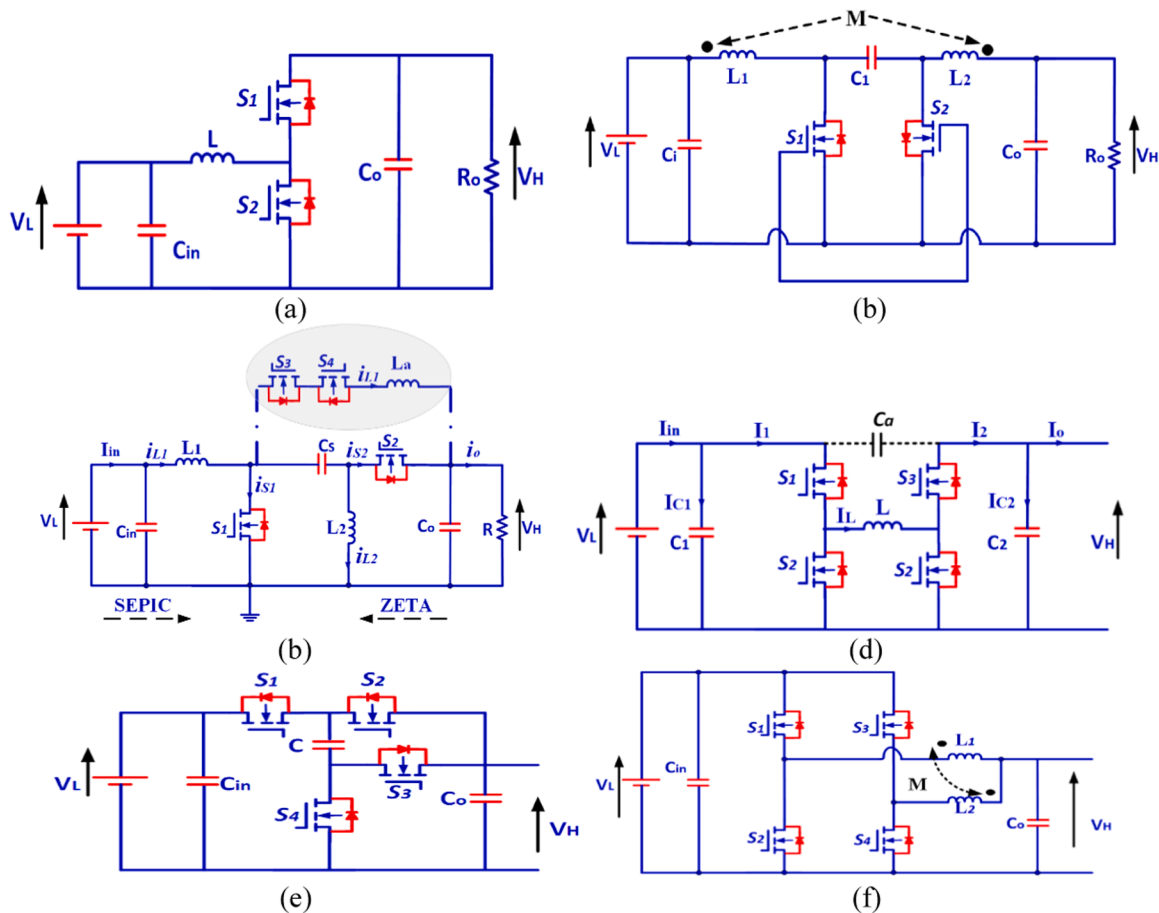 M
L1
C1
L2
S1
S2
VL
Ci
Co
Ro
VH
(b)
S1
L
S2
VL
Cin
Co
Ro
VH
(a)
S3
S4
iL1
La
Iin
iL1
L1
Cs
iS2
S2
io
iS1
VL
Cin
S1
L2
iL2
Co
R
VH
SEPIC
ZETA
(b)
Iin
I1
Ca
I2
Io
S1
S3
IC1
IL
L
IC2
VL
C1
S2
S2
C2
VH
(d)
S1
S2
C
VL
Cin
S3
S4
Co
VH
(e)
S1
S3
L1
VL
Cin
M
L2
S2
S4
Co
VH
(f)